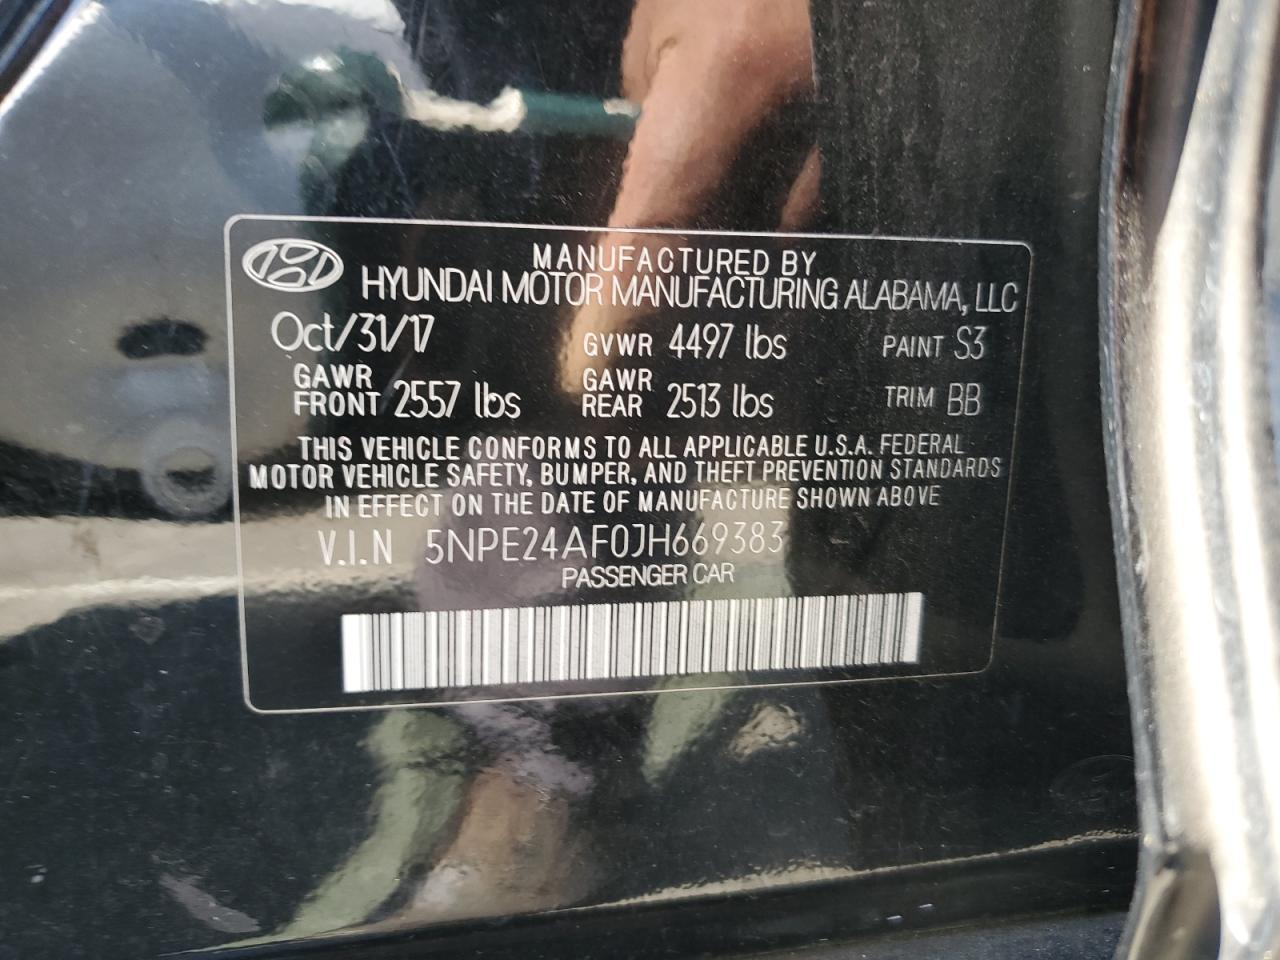 MANUFACTURED BY
HYUNDAI MOTOR MANUFACTURING ALABAMA, LLC
Oct/31/17 GVWR 4497 lbs PAINT S3
GAWR FRONT 2557 lbs GAWR REAR 2513 lbs TRIM BB
THIS VEHICLE CONFORMS TO ALL APPLICABLE U.S.A. FEDERAL
MOTOR VEHICLE SAFETY, BUMPER, AND THEFT PREVENTION STANDARDS
IN EFFECT ON THE DATE OF MANUFACTURE SHOWN ABOVE
V.I.N 5NPE24AF0JH669383
PASSENGER CAR